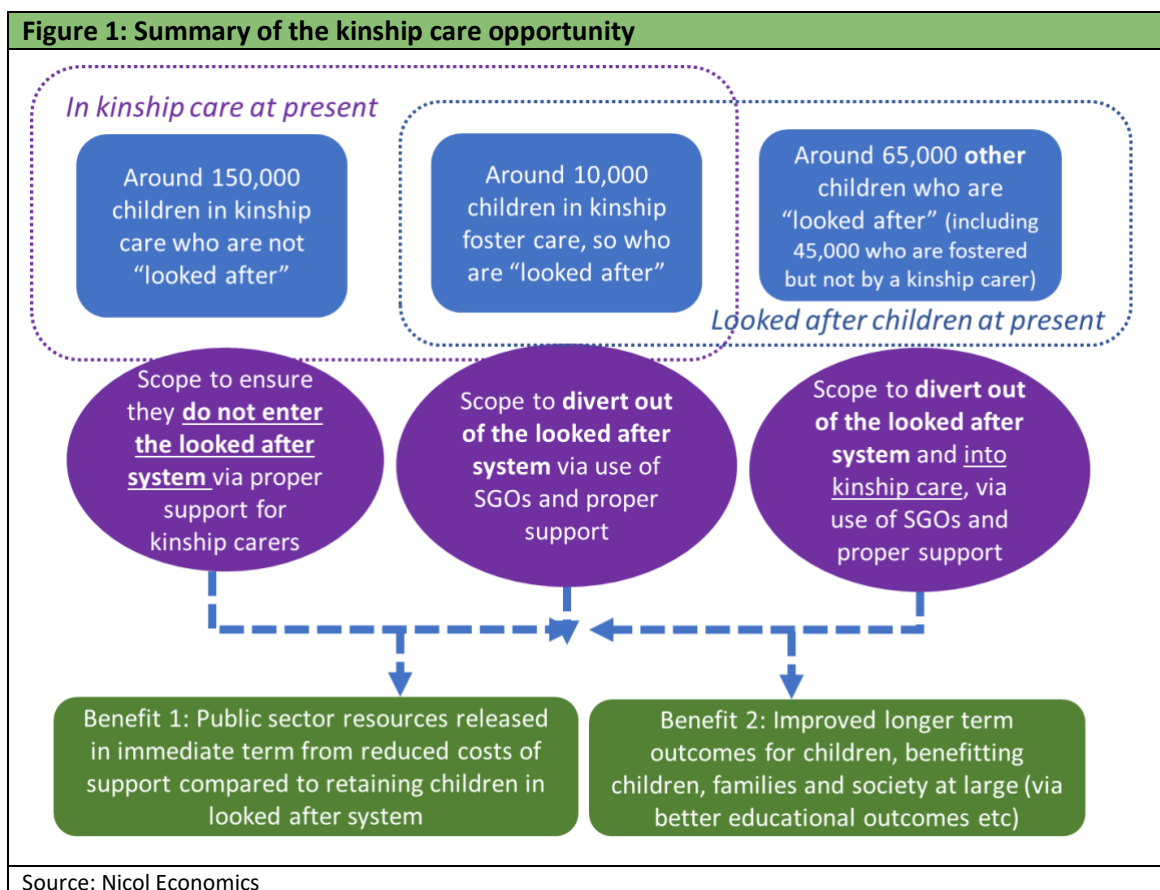 Figure 1: Summary of the kinship care opportunity
In kinship care at present
Around 150,000
children in kinship
care who are not
“looked after”
Around 10,000
children in kinship
foster care, so who
are “looked after”
Around 65,000 other
children who are
“looked after” (including
45,000 who are fostered
but not by a kinship carer)
Looked after children at present
Scope to ensure
they do not enter
the looked after
system via proper
support for
kinship carers
Scope to divert out
of the looked after
system via use of
SGOs and proper
support
Scope to divert out
of the looked after
system and into
kinship care, via
use of SGOs and
proper support
Benefit 1: Public sector resources released
in immediate term from reduced costs of
support compared to retaining children in
looked after system
Benefit 2: Improved longer term
outcomes for children, benefitting
children, families and society at large (via
better educational outcomes etc)
Source: Nicol Economics